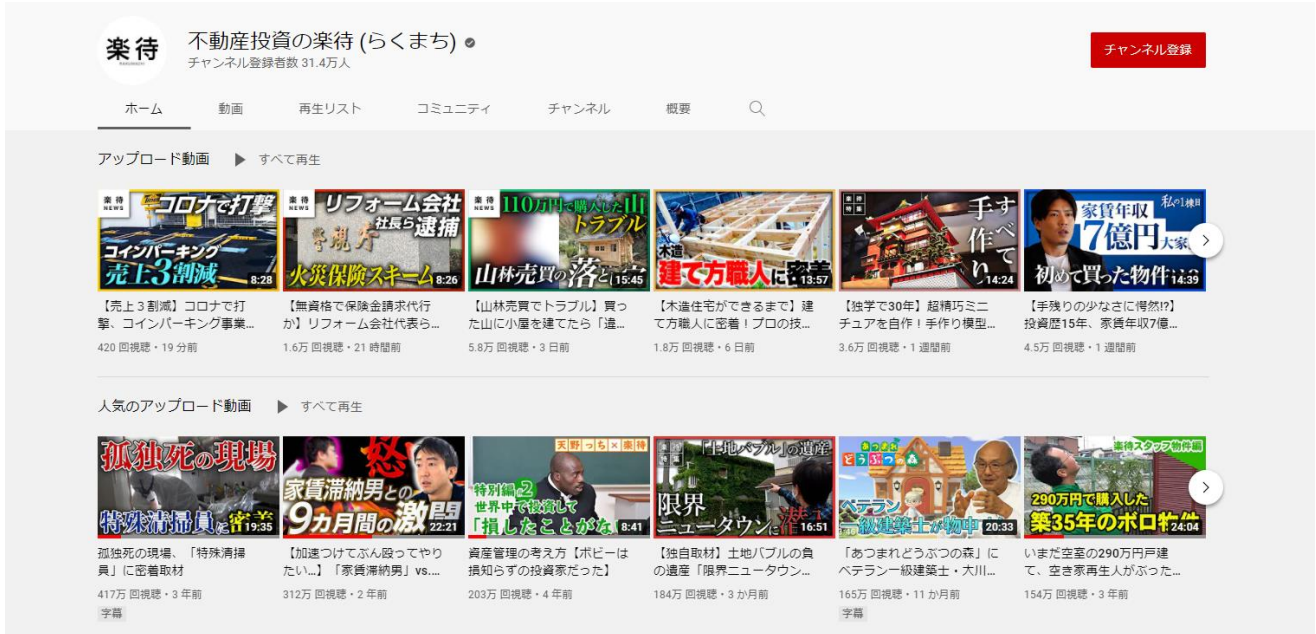 楽待
不動産投資の楽待 (らくまち)
チャンネル登録者数 31.4万人
チャンネル登録
ホーム 動画 再生リスト コミュニティ チャンネル 概要
アップロード動画 ▶ すべて再生
楽待 NEWS
コロナで打撃
コインパーキング
売上3割減
8:28
楽待 NEWS
リフォーム会社
社長ら逮捕
火災保険スキーム
8:26
楽待 NEWS
110万円で購入した山
トラブル
山林売買の落と
15:45
木造
建て方職人に密着
13:57
楽待 特集
すべて
手作り
14:24
私の1棟目
家賃年収
7億円大家
初めて買った物件
14:39
【売上3割減】コロナで打
撃、コインパーキング事業...
420 回視聴・19 分前
【無資格で保険金請求代行
か】リフォーム会社代表ら...
1.6万 回視聴・21 時間前
【山林売買でトラブル】買っ
た山に小屋を建てたら「違...
5.8万 回視聴・3 日前
【木造住宅ができるまで】建
て方職人に密着！プロの技...
1.8万 回視聴・6 日前
【独学で30年】超精巧ミニ
チュアを自作！手作り模型...
3.6万 回視聴・1 週間前
【手残りの少なさに愕然!?】
投資歴15年、家賃年収7億...
4.5万 回視聴・1 週間前
人気のアップロード動画 ▶ すべて再生
孤独死の現場
特殊清掃員に密着
19:35
怒
家賃滞納男との
9カ月間の激闘
22:21
天野っち×楽待
特別編2
世界中で投資して
「損したことがな
8:41
楽待 特集
「土地バブル」の遺産
限界
ニュータウンに潜
16:51
あつまれ
どうぶつの森
ベテラン
一級建築士が物申
20:33
楽待スタッフ物件編
290万円で購入した
築35年のボロ物件
24:04
孤独死の現場、「特殊清掃
員」に密着取材
417万 回視聴・3 年前
字幕
【加速つけてぶん殴ってやり
たい...】「家賃滞納男」vs....
312万 回視聴・2 年前
資産管理の考え方【ボビーは
損知らずの投資家だった】
203万 回視聴・4 年前
【独自取材】土地バブルの負
の遺産「限界ニュータウン...
184万 回視聴・3 か月前
「あつまれどうぶつの森」に
ベテラン一級建築士・大川...
165万 回視聴・11 か月前
字幕
いまだ空室の290万円戸建
て、空き家再生人がぶった...
154万 回視聴・3 年前